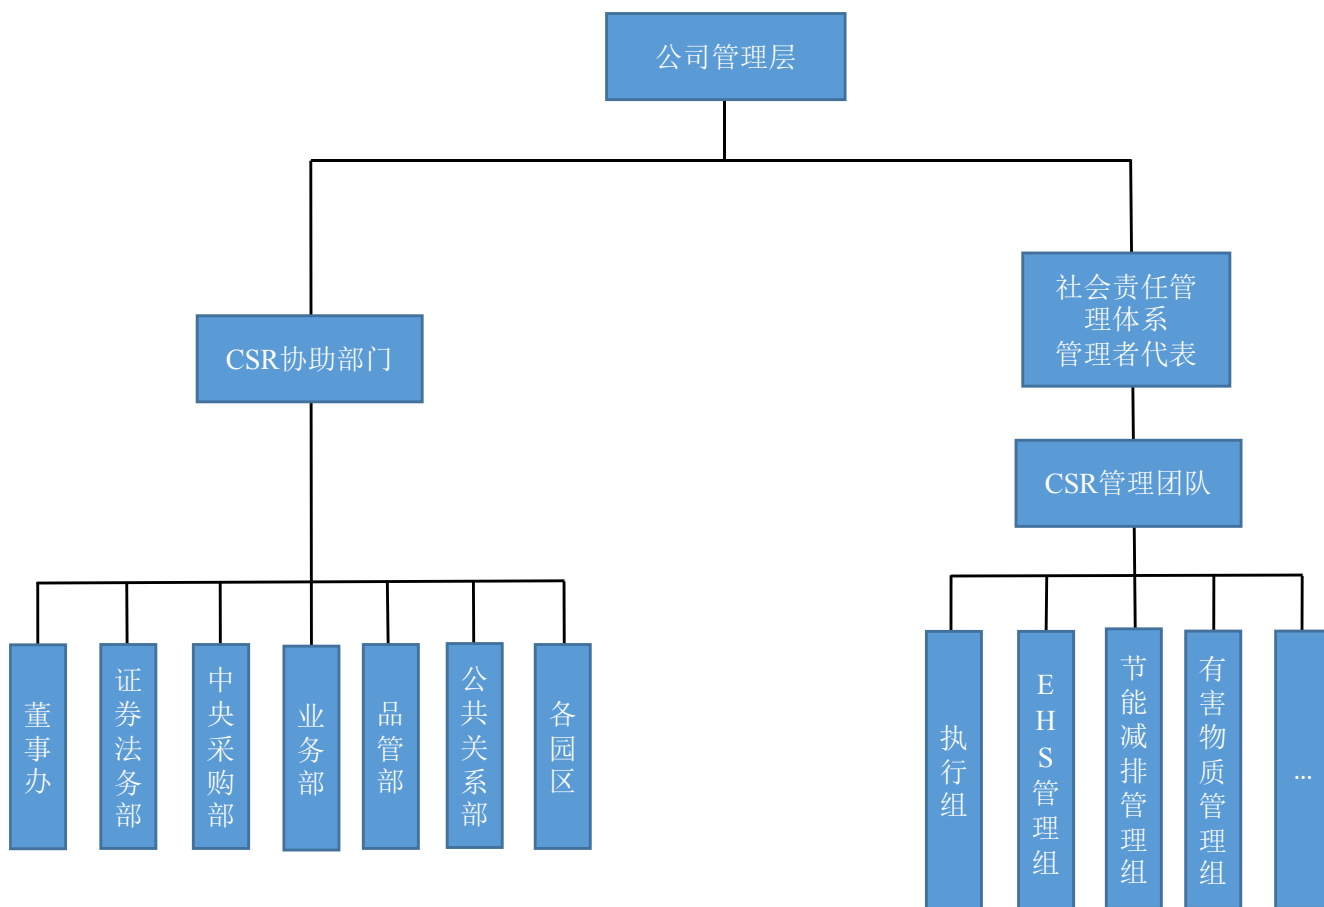 公司管理层
社会责任管
理体系
管理者代表
CSR协助部门
CSR管理团队
董事办
证券法务部
中央采购部
业务部
品管部
公共关系部
各园区
执行组
EHS管理组
节能减排管理组
有害物质管理组
...